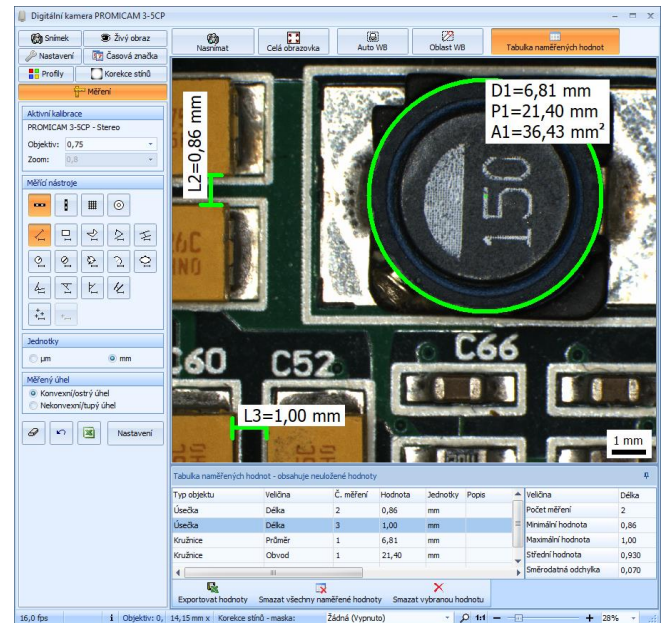 Digitální kamera PROMICAM 3-5CP
Snímek
Živý obraz
Nastavení
Časová značka
Profily
Korekce stínů
Měření
Nasnímat
Celá obrazovka
Auto WB
Oblast WB
Tabulka naměřených hodnot
Aktivní kalibrace
PROMICAM 3-5CP - Stereo
Objektiv: 0,75
Zoom: 0,8
Měřící nástroje
Jednotky
µm
mm
Měřený úhel
Konvexní/ostrý úhel
Nekonvexní/tupý úhel
Nastavení
L2=0,86 mm
D1=6,81 mm
P1=21,40 mm
A1=36,43 mm²
150
C52
C66
L3=1,00 mm
1 mm
Tabulka naměřených hodnot - obsahuje neuložené hodnoty
Typ objektu Veličina Č. měření Hodnota Jednotky Popis
Úsečka Délka 2 0,86 mm
Úsečka Délka 3 1,00 mm
Kružnice Průměr 1 6,81 mm
Kružnice Obvod 1 21,40 mm
Veličina Délka
Počet měření 2
Minimální hodnota 0,86
Maximální hodnota 1,00
Střední hodnota 0,930
Směrodatná odchylka 0,070
Exportovat hodnoty
Smazat všechny naměřené hodnoty
Smazat vybranou hodnotu
16,0 fps
Objektiv: 0,
14,15 mm x
Korekce stínů - maska:
Žádná (Vypnuto)
1:1
28%